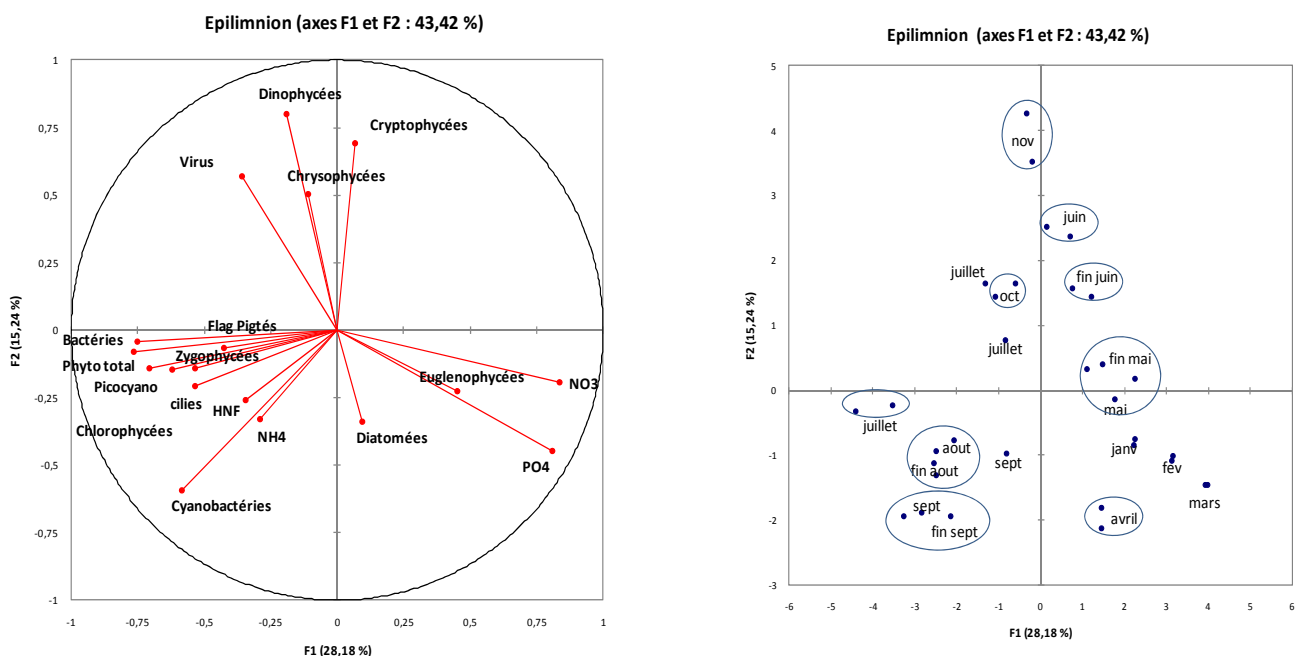 Epilimnion (axes F1 et F2 : 43,42 %)
1
0,75
0,5
0,25
0
-0,25
-0,5
-0,75
-1
-1
-0,75
-0,5
-0,25
0
0,25
0,5
0,75
1
F2 (15,24 %)
F1 (28,18 %)
Dinophycées
Cryptophycées
Virus
Chrysophycées
Flag Pigtés
Bactéries
Zygophycées
Phyto total
Picocyano
cilies
HNF
Chlorophycées
NH4
Cyanobactéries
Euglenophycées
NO3
Diatomées
PO4
Epilimnion (axes F1 et F2 : 43,42 %)
5
4
3
2
1
0
-1
-2
-3
-6
-5
-4
-3
-2
-1
0
1
2
3
4
5
6
F2 (15,24 %)
F1 (28,18 %)
nov
juin
juillet
oct
fin juin
juillet
fin mai
mai
juillet
aout
fin aout
sept
janv
fev
mars
sept
fin sept
avril